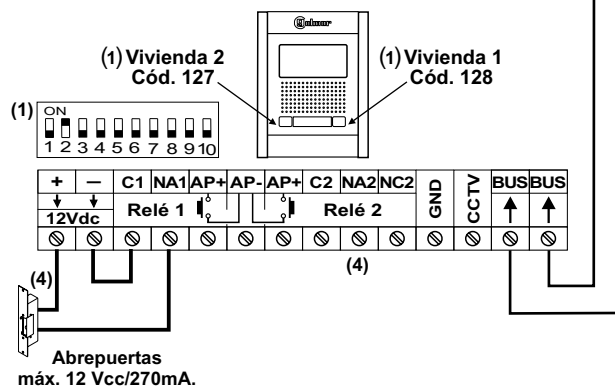 Golmar
(1) Vivienda 2
Cód. 127
(1) Vivienda 1
Cód. 128
(1)
ON
1 2 3 4 5 6 7 8 9 10
+ – C1 NA1 AP+ AP- AP+ C2 NA2 NC2 GND CCTV BUS BUS
12Vdc Relé 1 Relé 2
(4) (4)
Abrepuertas
máx. 12 Vcc/270mA.